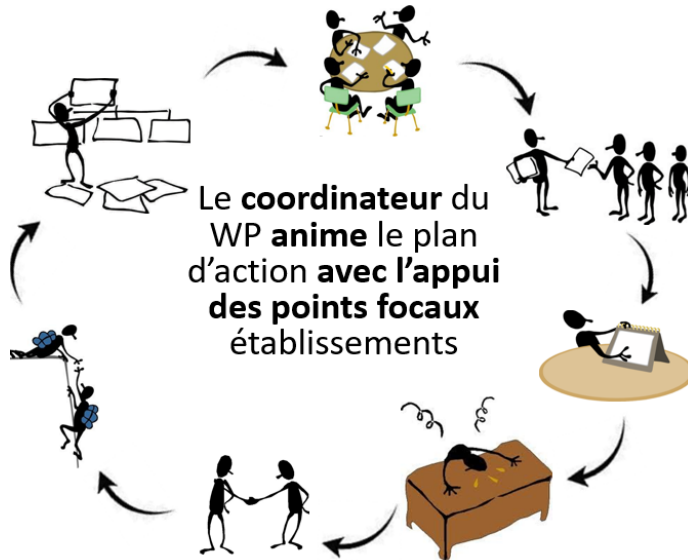 Le coordinateur du
WP anime le plan
d’action avec l’appui
des points focaux
établissements